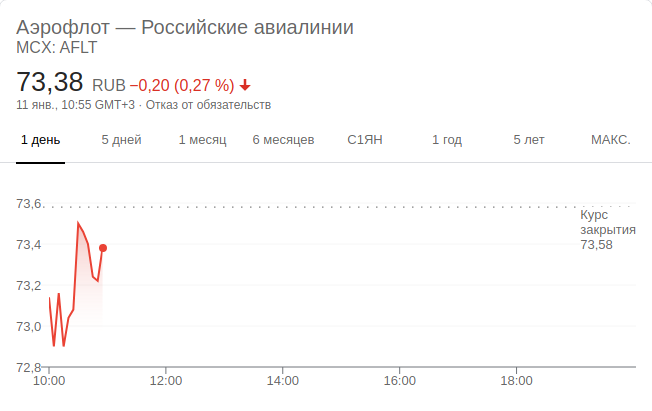 Аэрофлот — Российские авиалинии
MCX: AFLT
73,38 RUB −0,20 (0,27 %)
11 янв., 10:55 GMT+3 · Отказ от обязательств
1 день 5 дней 1 месяц 6 месяцев С1ЯН 1 год 5 лет МАКС.
73,6
Курс
закрытия
73,58
73,4
73,2
73,0
72,8
10:00 12:00 14:00 16:00 18:00